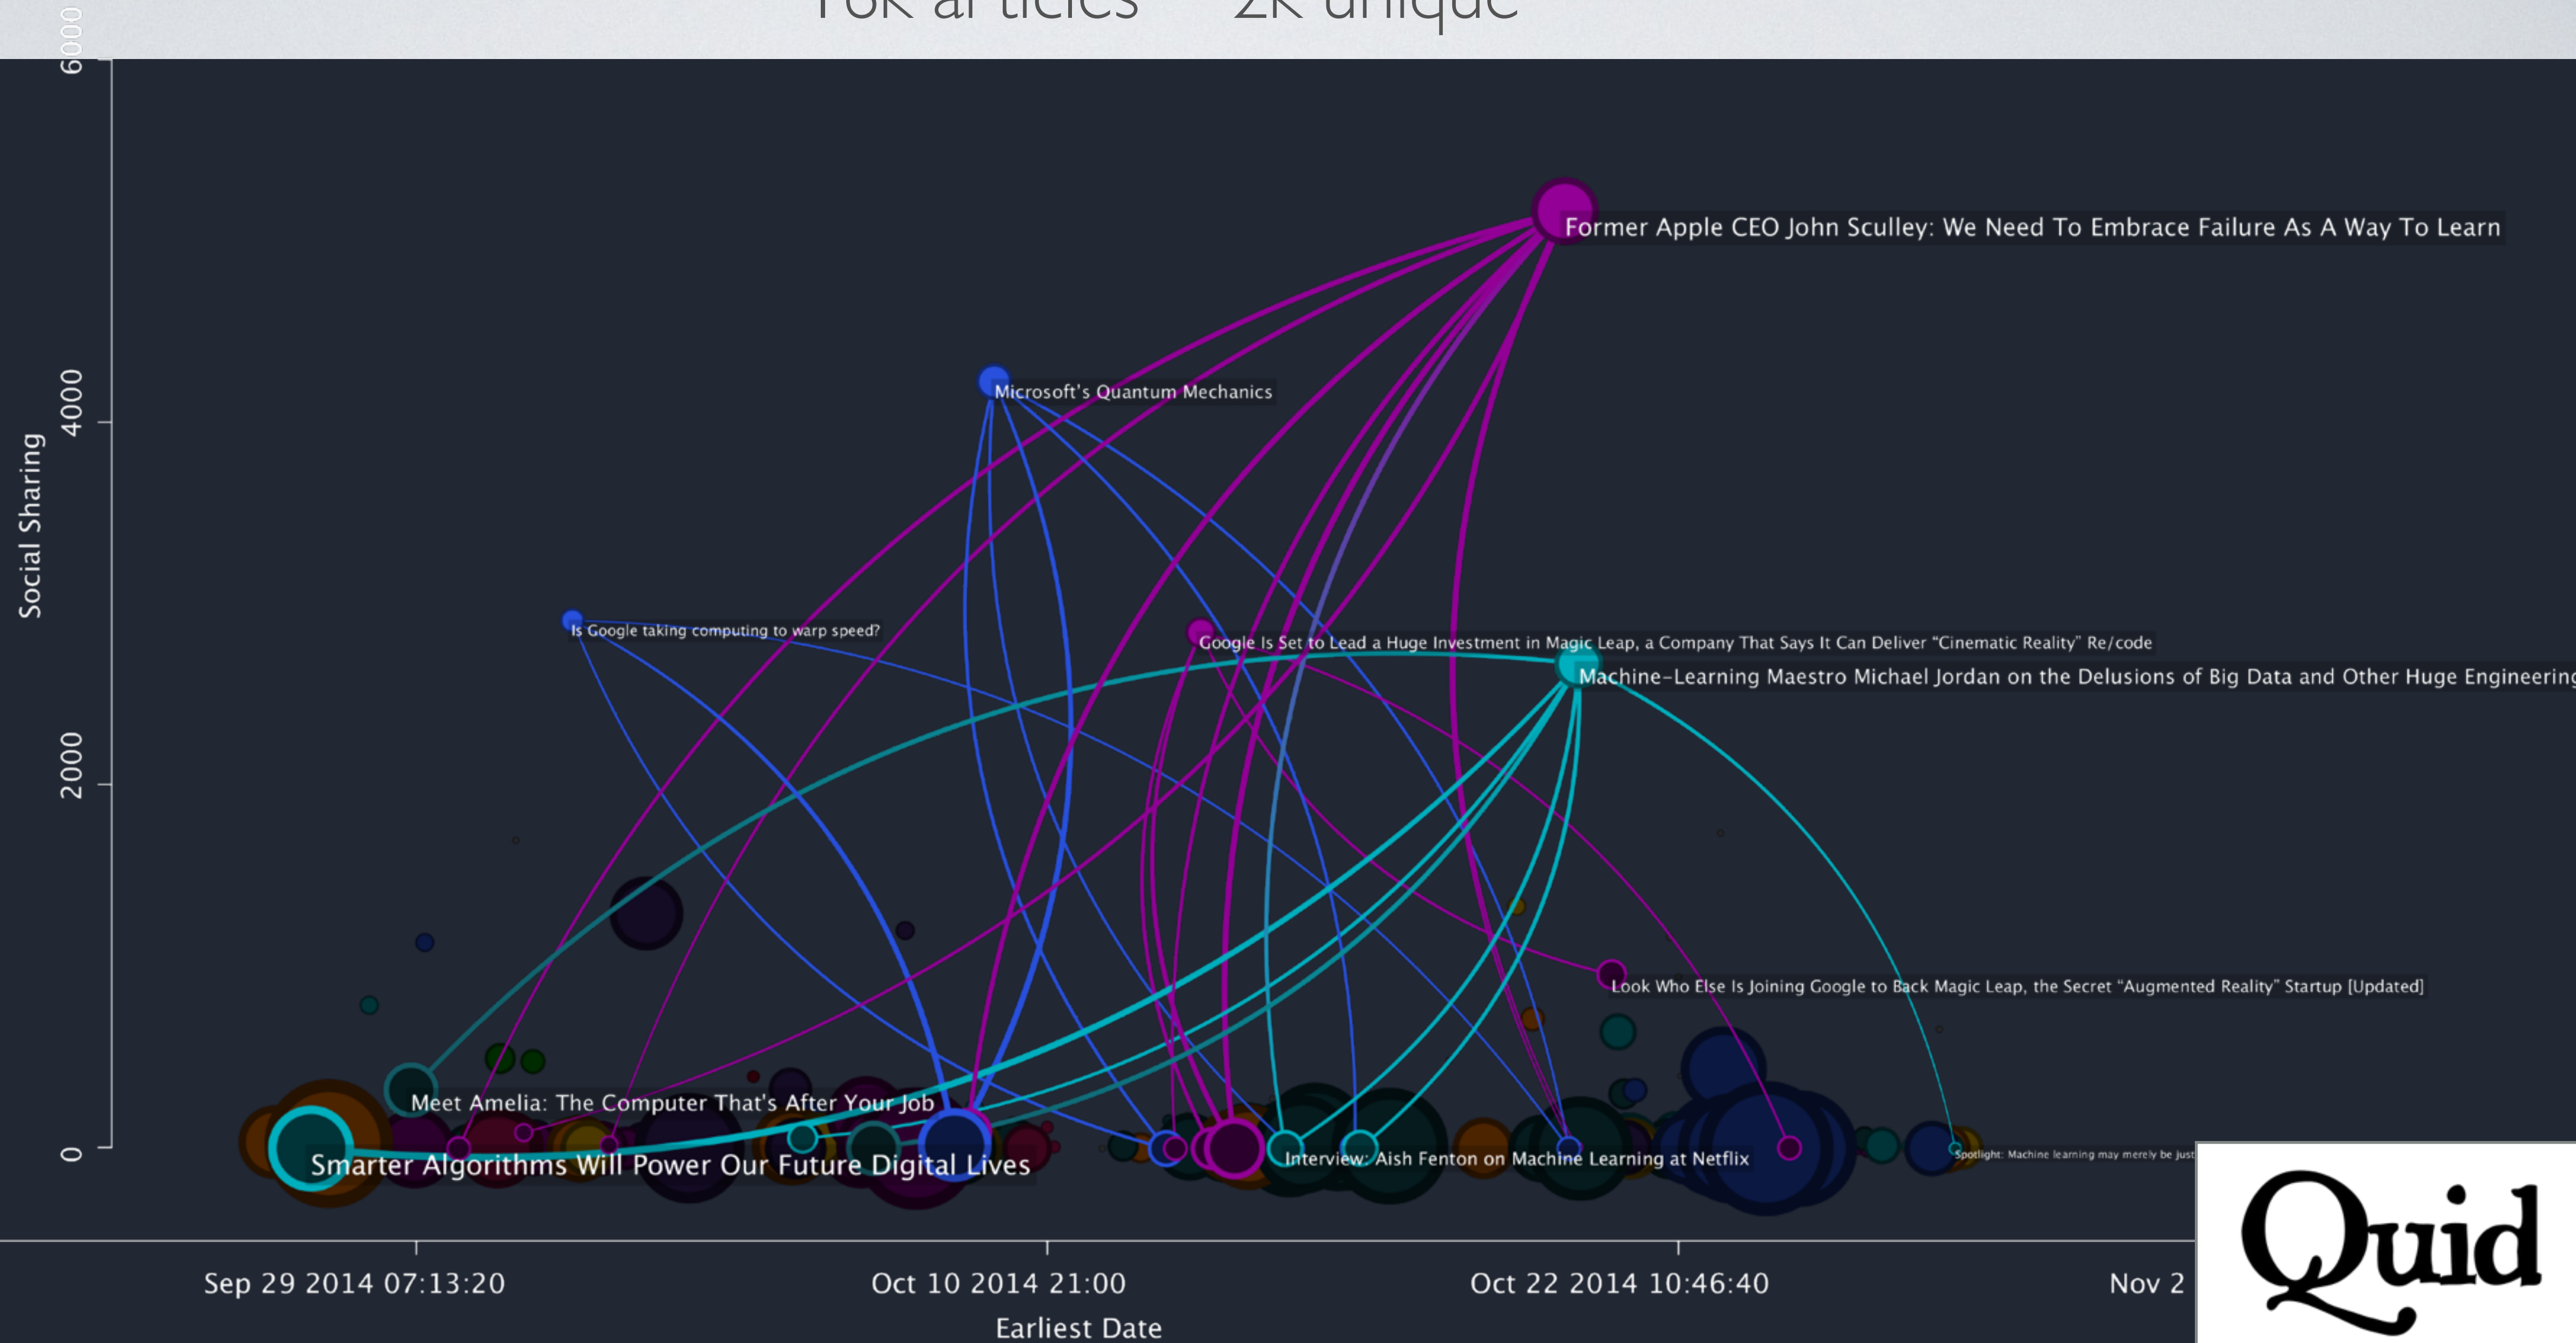 articles 2k unique
6000
4000
2000
0
Social Sharing
Former Apple CEO John Sculley: We Need To Embrace Failure As A Way To Learn
Microsoft's Quantum Mechanics
Is Google taking computing to warp speed?
Google Is Set to Lead a Huge Investment in Magic Leap, a Company That Says It Can Deliver “Cinematic Reality” Re/code
Machine-Learning Maestro Michael Jordan on the Delusions of Big Data and Other Huge Engineering
Look Who Else Is Joining Google to Back Magic Leap, the Secret “Augmented Reality” Startup [Updated]
Meet Amelia: The Computer That's After Your Job
Smarter Algorithms Will Power Our Future Digital Lives
Interview: Aish Fenton on Machine Learning at Netflix
Spotlight: Machine learning may merely be just
Sep 29 2014 07:13:20
Oct 10 2014 21:00
Oct 22 2014 10:46:40
Nov 2
Earliest Date
Quid